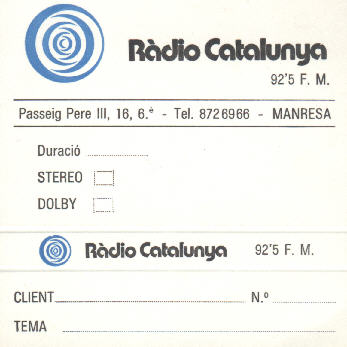 Ràdio Catalunya
92'5 F. M.
Passeig Pere III, 16, 6.è - Tel. 8726966 - MANRESA
Duració
STEREO
DOLBY
Ràdio Catalunya 92'5 F. M.
CLIENT N.º
TEMA